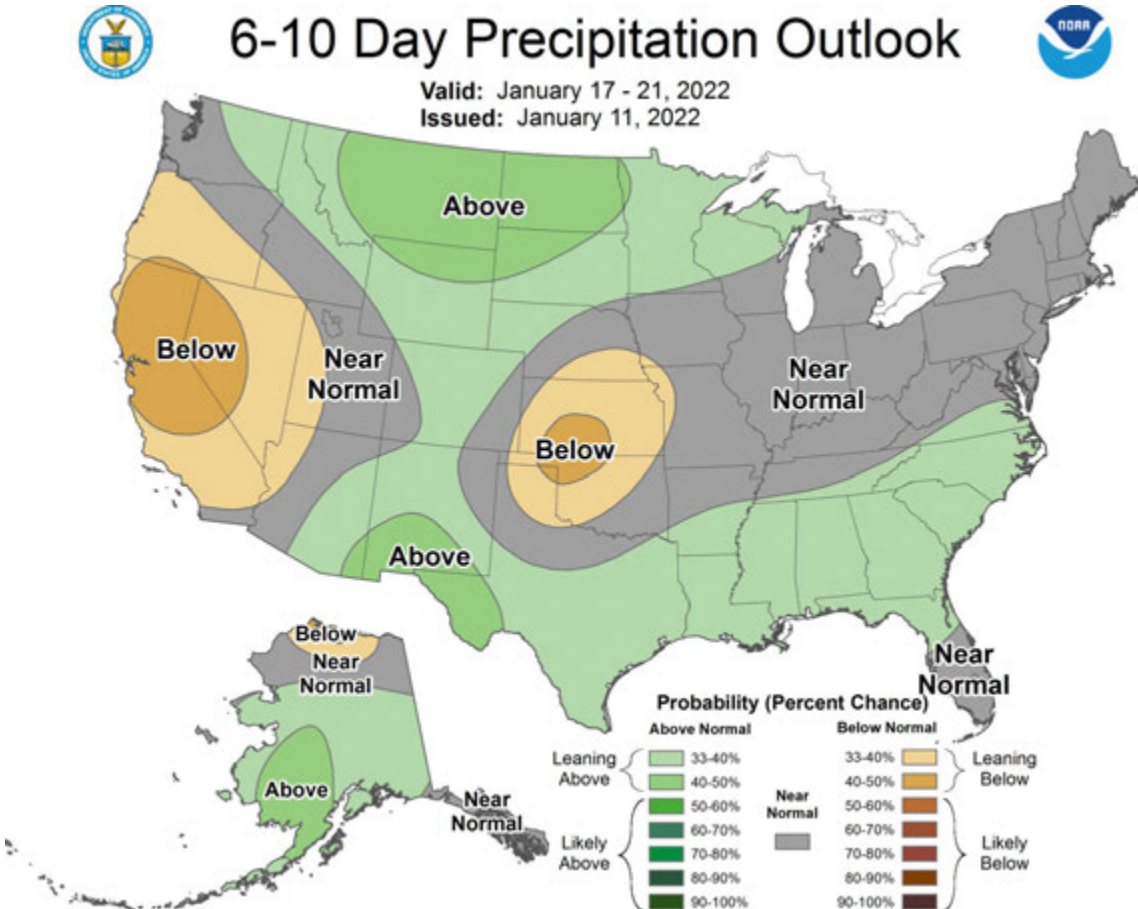 6-10 Day Precipitation Outlook
NOAA
Valid: January 17 - 21, 2022
Issued: January 11, 2022
Above
Below
Near
Normal
Near
Normal
Below
Above
Below
Near
Normal
Near
Normal
Above
Near
Normal
Probability (Percent Chance)
Above Normal
Below Normal
Leaning
Above
33-40%
40-50%
50-60%
60-70%
70-80%
80-90%
90-100%
Likely
Above
Near
Normal
33-40%
40-50%
50-60%
60-70%
70-80%
80-90%
90-100%
Leaning
Below
Likely
Below